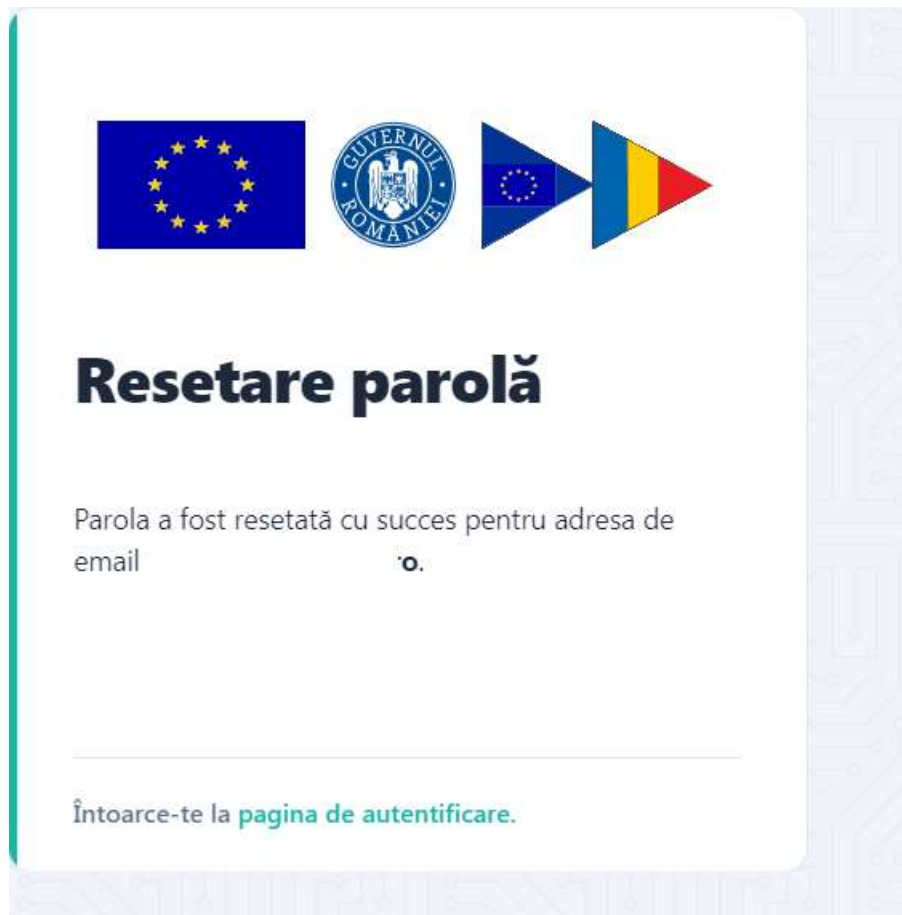 GUVERNUL ROMÂNIEI
Resetare parolă
Parola a fost resetată cu succes pentru adresa de
email o.
Întoarce-te la pagina de autentificare.